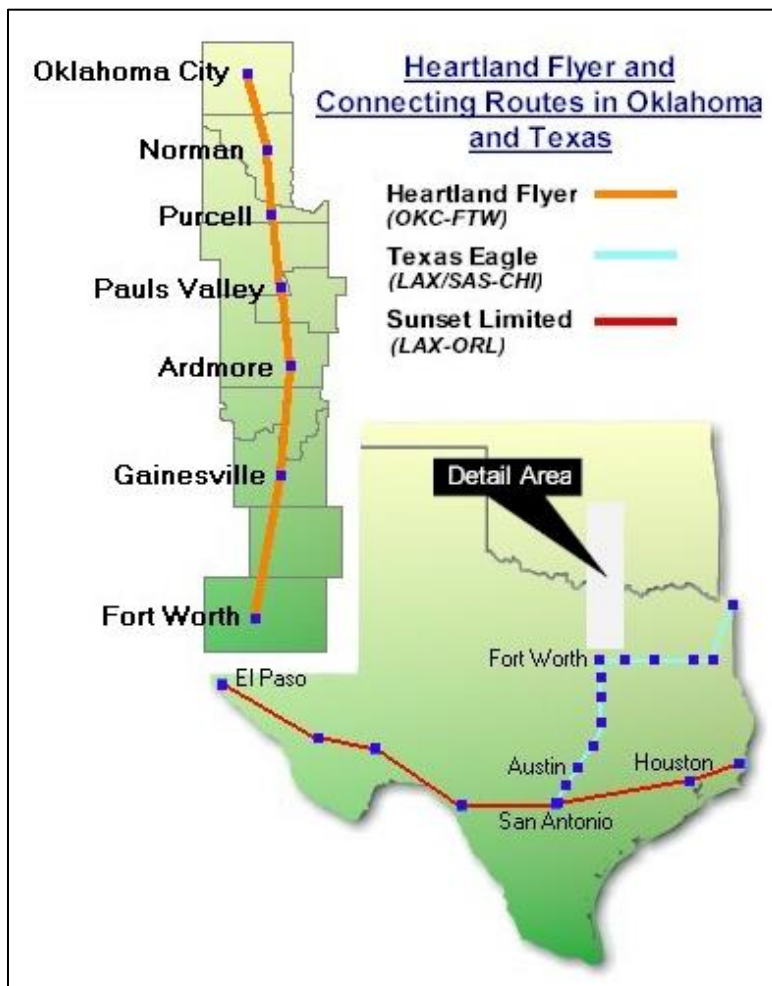 Heartland Flyer and
Connecting Routes in Oklahoma
and Texas
Oklahoma City
Norman
Purcell
Pauls Valley
Ardmore
Gainesville
Fort Worth
Heartland Flyer
(OKC-FTW)
Texas Eagle
(LAX/SAS-CHI)
Sunset Limited
(LAX-ORL)
Detail Area
Fort Worth
El Paso
Austin
Houston
San Antonio